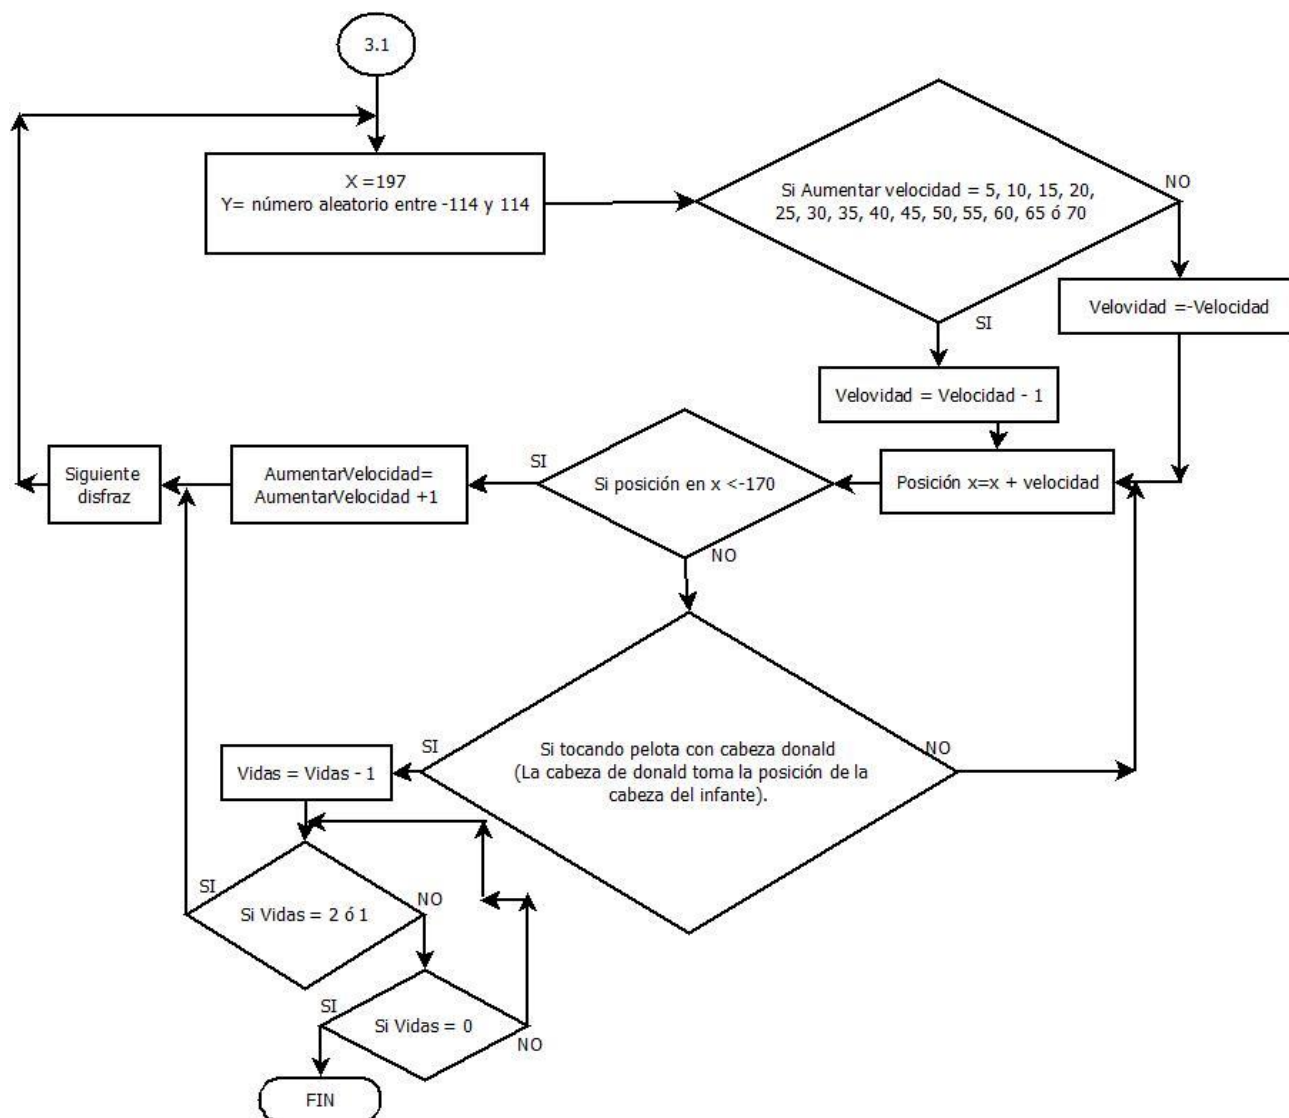 3.1
X =197
Y= número aleatorio entre -114 y 114
Si Aumentar velocidad = 5, 10, 15, 20,
25, 30, 35, 40, 45, 50, 55, 60, 65 ó 70
NO
SI
Velovidad =-Velocidad
Velovidad = Velocidad - 1
Posición x=x + velocidad
Si posición en x <-170
SI
NO
AumentarVelocidad=
AumentarVelocidad +1
Siguiente
disfraz
Si tocando pelota con cabeza donald
(La cabeza de donald toma la posición de la
cabeza del infante).
SI
NO
Vidas = Vidas - 1
SI
Si Vidas = 2 ó 1
NO
SI
Si Vidas = 0
NO
FIN